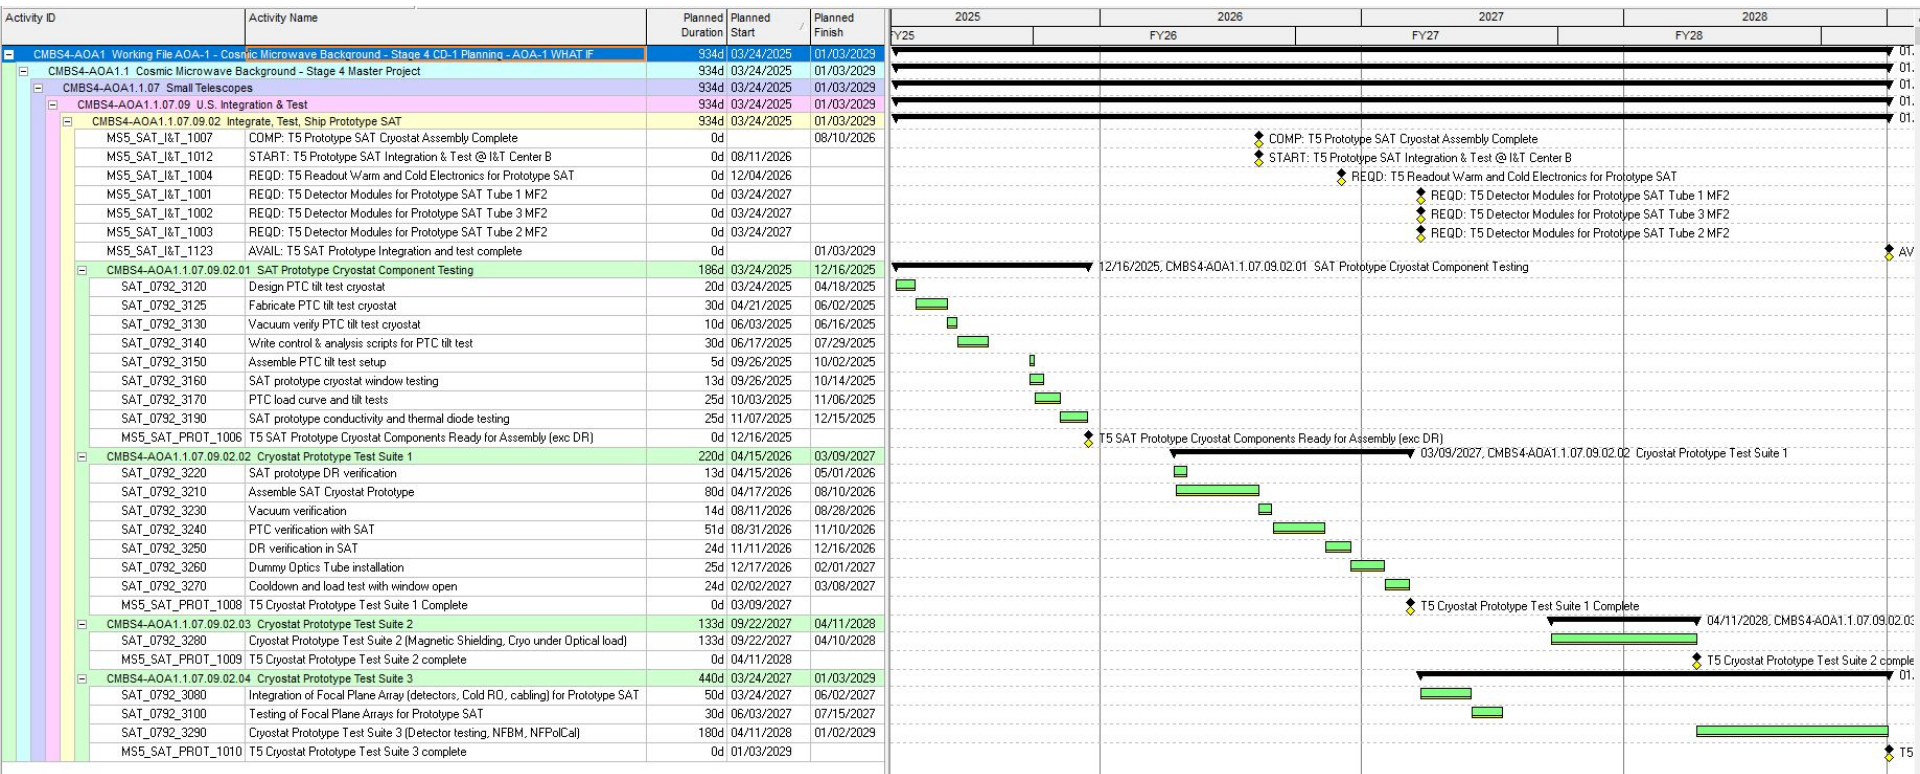 Activity ID Activity Name Planned Duration Planned Start Planned Finish 2025 2026 2027 2028
FY25 FY26 FY27 FY28
CMBS4-AOA1 Working File AOA-1 - Cosmic Microwave Background - Stage 4 CD-1 Planning - AOA-1 WHAT IF 934d 03/24/2025 01/03/2029 01.
CMBS4-AOA1.1 Cosmic Microwave Background - Stage 4 Master Project 934d 03/24/2025 01/03/2029 01.
CMBS4-AOA1.1.07 Small Telescopes 934d 03/24/2025 01/03/2029 01.
CMBS4-AOA1.1.07.09 U.S. Integration & Test 934d 03/24/2025 01/03/2029 01.
CMBS4-AOA1.1.07.09.02 Integrate, Test, Ship Prototype SAT 934d 03/24/2025 01/03/2029 01.
MS5_SAT_I&T_1007 COMP: T5 Prototype SAT Cryostat Assembly Complete 0d 08/10/2026 COMP: T5 Prototype SAT Cryostat Assembly Complete
MS5_SAT_I&T_1012 START: T5 Prototype SAT Integration & Test @ I&T Center B 0d 08/11/2026 START: T5 Prototype SAT Integration & Test @ I&T Center B
MS5_SAT_I&T_1004 REQD: T5 Readout Warm and Cold Electronics for Prototype SAT 0d 12/04/2026 REQD: T5 Readout Warm and Cold Electronics for Prototype SAT
MS5_SAT_I&T_1001 REQD: T5 Detector Modules for Prototype SAT Tube 1 MF2 0d 03/24/2027 REQD: T5 Detector Modules for Prototype SAT Tube 1 MF2
MS5_SAT_I&T_1002 REQD: T5 Detector Modules for Prototype SAT Tube 3 MF2 0d 03/24/2027 REQD: T5 Detector Modules for Prototype SAT Tube 3 MF2
MS5_SAT_I&T_1003 REQD: T5 Detector Modules for Prototype SAT Tube 2 MF2 0d 03/24/2027 REQD: T5 Detector Modules for Prototype SAT Tube 2 MF2
MS5_SAT_I&T_1123 AVAIL: T5 SAT Prototype Integration and test complete 0d 01/03/2029 AV
CMBS4-AOA1.1.07.09.02.01 SAT Prototype Cryostat Component Testing 186d 03/24/2025 12/16/2025 12/16/2025, CMBS4-AOA1.1.07.09.02.01 SAT Prototype Cryostat Component Testing
SAT_0792_3120 Design PTC tilt test cryostat 20d 03/24/2025 04/18/2025
SAT_0792_3125 Fabricate PTC tilt test cryostat 30d 04/21/2025 06/02/2025
SAT_0792_3130 Vacuum verify PTC tilt test cryostat 10d 06/03/2025 06/16/2025
SAT_0792_3140 Write control & analysis scripts for PTC tilt test 30d 06/17/2025 07/29/2025
SAT_0792_3150 Assemble PTC tilt test setup 5d 09/26/2025 10/02/2025
SAT_0792_3160 SAT prototype cryostat window testing 13d 09/26/2025 10/14/2025
SAT_0792_3170 PTC load curve and tilt tests 25d 10/03/2025 11/06/2025
SAT_0792_3190 SAT prototype conductivity and thermal diode testing 25d 11/07/2025 12/15/2025
MS5_SAT_PROT_1006 T5 SAT Prototype Cryostat Components Ready for Assembly (exc DR) 0d 12/16/2025 T5 SAT Prototype Cryostat Components Ready for Assembly (exc DR)
CMBS4-AOA1.1.07.09.02.02 Cryostat Prototype Test Suite 1 220d 04/15/2026 03/09/2027 03/09/2027, CMBS4-AOA1.1.07.09.02.02 Cryostat Prototype Test Suite 1
SAT_0792_3220 SAT prototype DR verification 13d 04/15/2026 05/01/2026
SAT_0792_3210 Assemble SAT Cryostat Prototype 80d 04/17/2026 08/10/2026
SAT_0792_3230 Vacuum verification 14d 08/11/2026 08/28/2026
SAT_0792_3240 PTC verification with SAT 51d 08/31/2026 11/10/2026
SAT_0792_3250 DR verification in SAT 24d 11/11/2026 12/16/2026
SAT_0792_3260 Dummy Optics Tube installation 25d 12/17/2026 02/01/2027
SAT_0792_3270 Cooldown and load test with window open 24d 02/02/2027 03/08/2027
MS5_SAT_PROT_1008 T5 Cryostat Prototype Test Suite 1 Complete 0d 03/09/2027 T5 Cryostat Prototype Test Suite 1 Complete
CMBS4-AOA1.1.07.09.02.03 Cryostat Prototype Test Suite 2 133d 09/22/2027 04/11/2028 04/11/2028, CMBS4-AOA1.1.07.09.02.03
SAT_0792_3280 Cryostat Prototype Test Suite 2 (Magnetic Shielding, Cryo under Optical load) 133d 09/22/2027 04/10/2028
MS5_SAT_PROT_1009 T5 Cryostat Prototype Test Suite 2 complete 0d 04/11/2028 T5 Cryostat Prototype Test Suite 2 comple
CMBS4-AOA1.1.07.09.02.04 Cryostat Prototype Test Suite 3 440d 03/24/2027 01/03/2029 01.
SAT_0792_3080 Integration of Focal Plane Array (detectors, Cold RO, cabling) for Prototype SAT 50d 03/24/2027 06/02/2027
SAT_0792_3100 Testing of Focal Plane Arrays for Prototype SAT 30d 06/03/2027 07/15/2027
SAT_0792_3290 Cryostat Prototype Test Suite 3 (Detector testing, NFBM, NFPolCal) 180d 04/11/2028 01/02/2029
MS5_SAT_PROT_1010 T5 Cryostat Prototype Test Suite 3 complete 0d 01/03/2029 T5